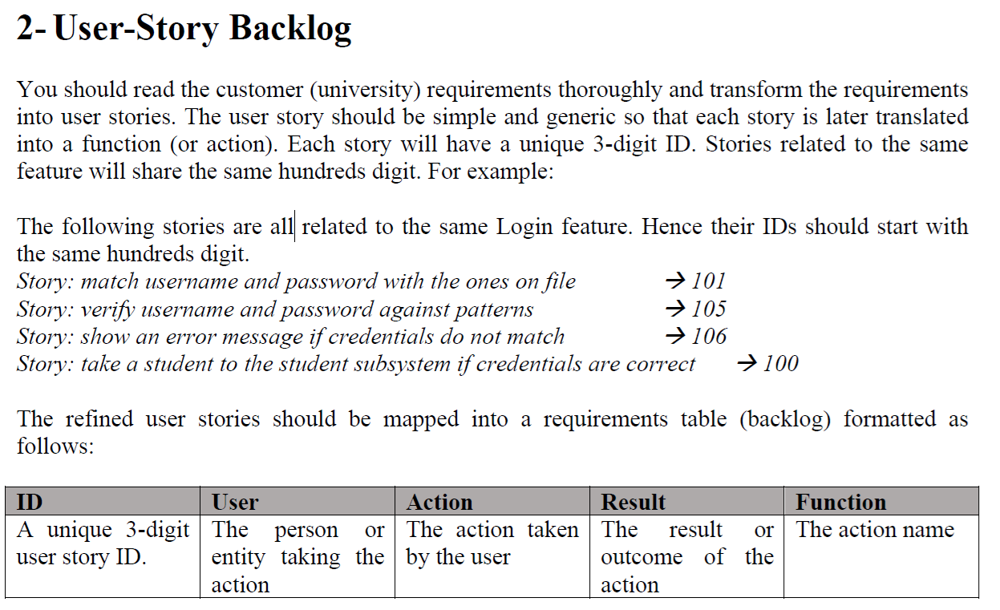 2- User-Story Backlog
You should read the customer (university) requirements thoroughly and transform the requirements
into user stories. The user story should be simple and generic so that each story is later translated
into a function (or action). Each story will have a unique 3-digit ID. Stories related to the same
feature will share the same hundreds digit. For example:
The following stories are all related to the same Login feature. Hence their IDs should start with
the same hundreds digit.
Story: match username and password with the ones on file → 101
Story: verify username and password against patterns → 105
Story: show an error message if credentials do not match → 106
Story: take a student to the student subsystem if credentials are correct → 100
The refined user stories should be mapped into a requirements table (backlog) formatted as
follows:
ID User Action Result Function
A unique 3-digit The person or The action taken The result or The action name
user story ID. entity taking the by the user outcome of the
action action